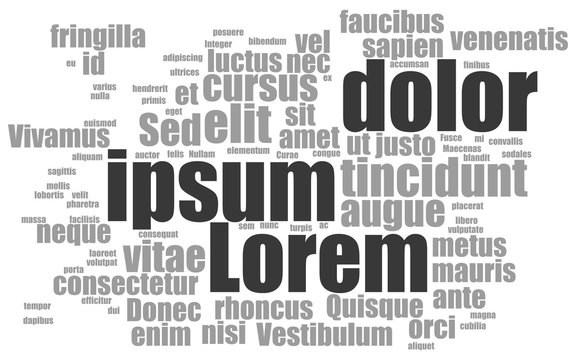 posuere
faucibus
fringilla
Integer
bibendum
vel
sapien
venenatis
id
eu
adipiscing
luctus
nec
accumsan
finibus
dolor
ultrices
ex
varius
nulla
hendrerit
primis
et
cursus
eget
Sed
elit
sit
euismod
Vivamus
amet
ut
justo
Fusce
mi
convallis
Maecenas
blandit
sodales
aliquam
auctor
felis
Nullam
elementum
Curae
congue
sagittis
ipsum
tincidunt
mollis
lobortis
velit
pharetra
augue
placerat
massa
facilisis
libero
vulputate
neque
consequat
sem
nunc
turpis
ac
laoreet
volutpat
vitae
Lorem
metus
porta
mauris
consectetur
ante
tempor
efficitur
dui
Donec
rhoncus
Quisque
magna
cubilia
dapibus
enim
nisi
Vestibulum
orci
aliquet